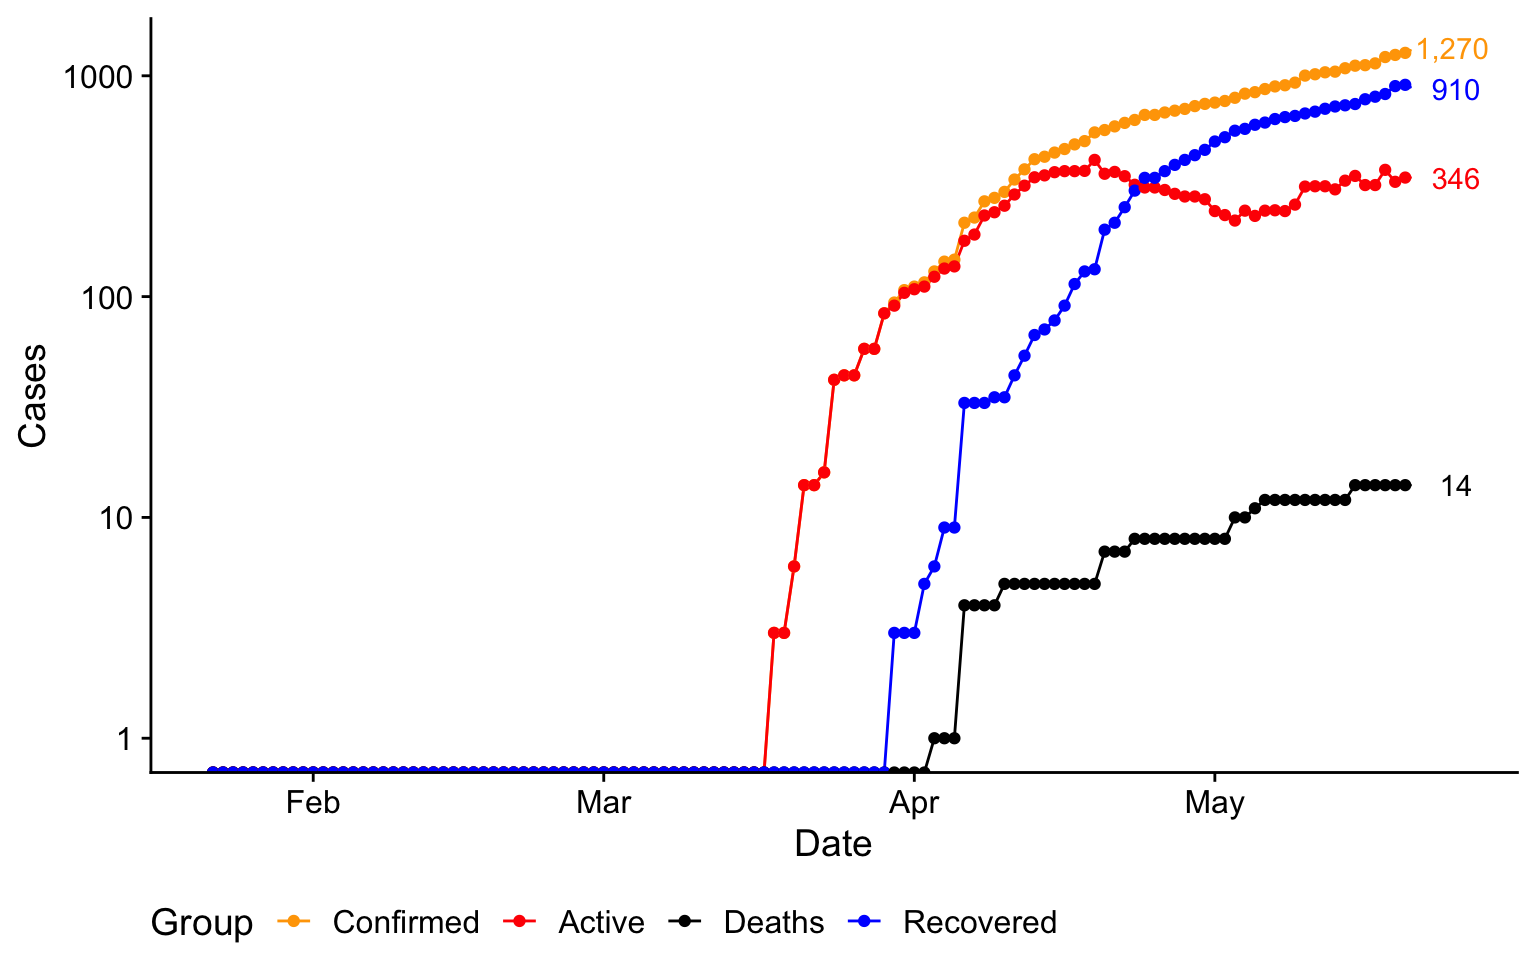 1,270
1000
910
346
100
Cases
14
10
1
Feb Mar Apr May
Date
Group Confirmed Active Deaths Recovered